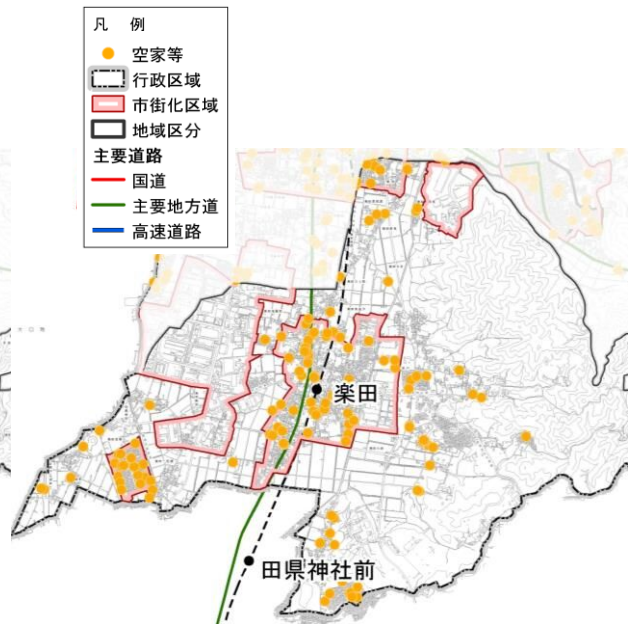 凡 例
空家等
行政区域
市街化区域
地域区分
主要道路
国道
主要地方道
高速道路
楽田
田県神社前